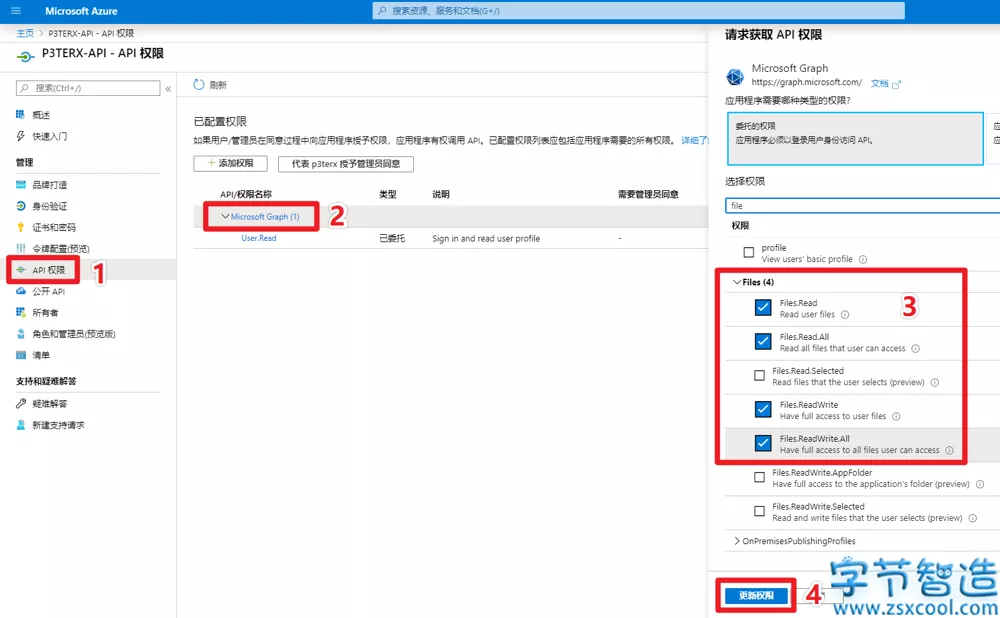 Microsoft Azure
搜索资源、服务和文档(G+/)
主页 > P3TERX-API - API 权限
P3TERX-API - API 权限
搜索(Ctrl+/)
«
概述
快速入门
管理
品牌打造
身份验证
证书和密码
令牌配置(预览)
API 权限
1
公开 API
所有者
角色和管理员(预览版)
清单
支持和疑难解答
疑难解答
新建支持请求
刷新
已配置权限
如果用户/管理员在同意过程中向应用程序授予权限，应用程序有权调用 API。已配置权限列表应包括应用程序需要的所有权限。详细了
+ 添加权限
代表 p3terx 授予管理员同意
API/权限名称 类型 说明 需要管理员同意
Microsoft Graph (1)
2
User.Read 已委托 Sign in and read user profile -
请求获取 API 权限
Microsoft Graph
https://graph.microsoft.com/ 文档
应用程序需要哪种类型的权限?
委托的权限
应用程序必须以登录用户身份访问 API。
选择权限
file
权限
profile
View users' basic profile
Files (4)
3
Files.Read
Read user files
Files.Read.All
Read all files that user can access
Files.Read.Selected
Read files that the user selects (preview)
Files.ReadWrite
Have full access to user files
Files.ReadWrite.All
Have full access to all files user can access
Files.ReadWrite.AppFolder
Have full access to the application's folder (preview)
Files.ReadWrite.Selected
Read and write files that the user selects (preview)
OnPremisesPublishingProfiles
更新权限
4
字节智造
www.zsxcool.com